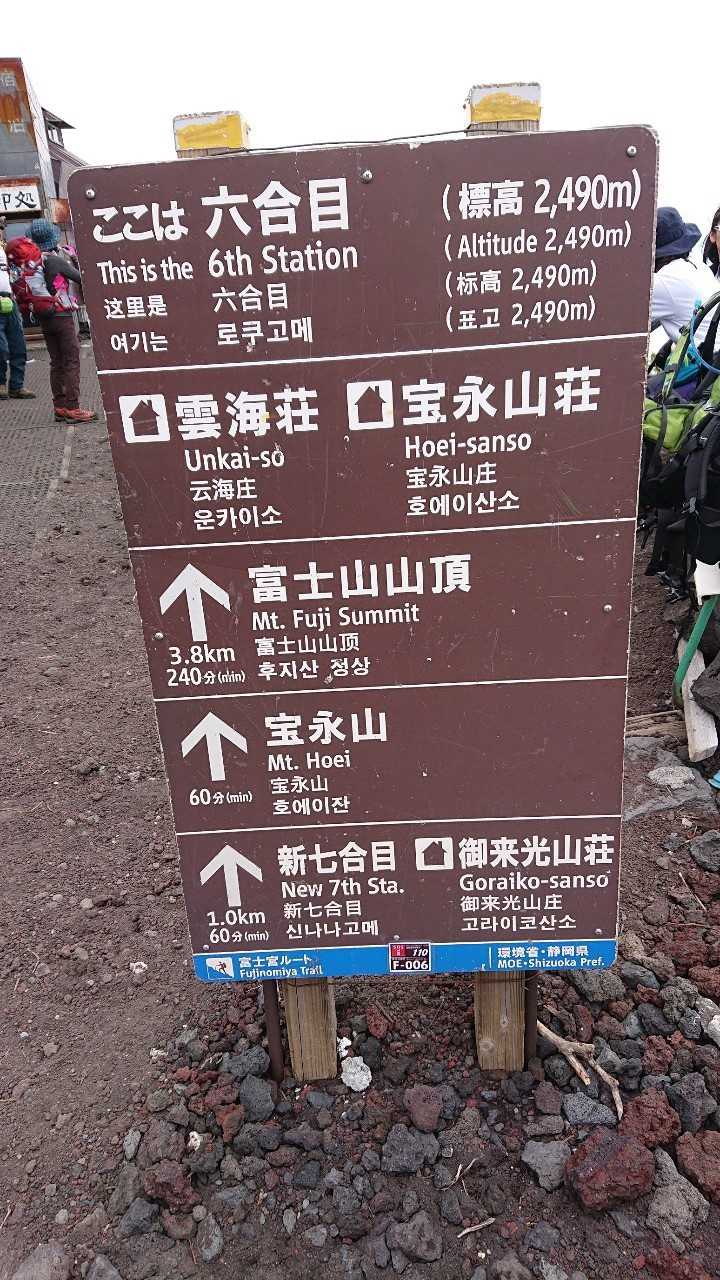 ここは 六合目 (標高 2,490m)
This is the 6th Station (Altitude 2,490m)
这里是 六合目 (标高 2,490m)
여기는 로쿠고메 (표고 2,490m)
雲海荘 宝永山荘
Unkai-so Hoei-sanso
云海庄 宝永山庄
운카이소 호에이산소
富士山山頂
Mt. Fuji Summit
3.8km 富士山山顶
240分(min) 후지산 정상
宝永山
Mt. Hoei
60分(min) 宝永山
호에이잔
新七合目 御来光山荘
New 7th Sta. Goraiko-sanso
1.0km 新七合目 御来光山庄
60分(min) 신나나고메 고라이코산소
富士宮ルート 110 環境省・静岡県
Fujinomiya Trail F-006 MOE・Shizuoka Pref.